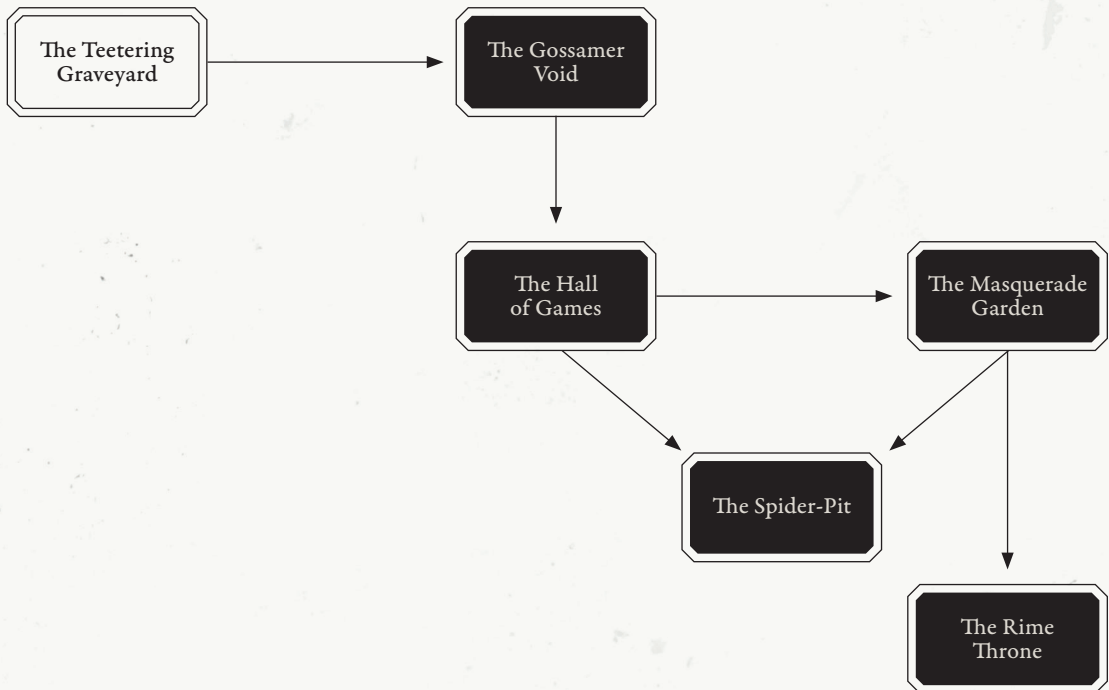 The Teetering
Graveyard
The Gossamer
Void
The Hall
of Games
The Masquerade
Garden
The Spider-Pit
The Rime
Throne